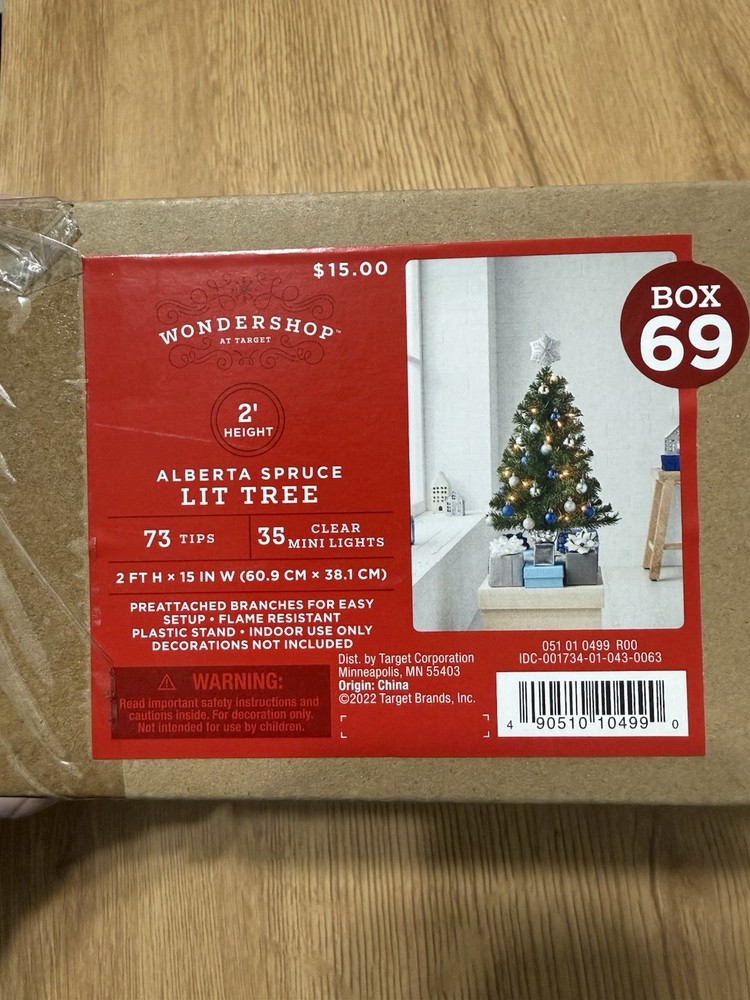 $15.00
WONDERSHOP™
AT TARGET
2'
HEIGHT
ALBERTA SPRUCE
LIT TREE
73 TIPS
35 CLEAR
MINI LIGHTS
2 FT H × 15 IN W (60.9 CM × 38.1 CM)
PREATTACHED BRANCHES FOR EASY
SETUP • FLAME RESISTANT
PLASTIC STAND • INDOOR USE ONLY
DECORATIONS NOT INCLUDED
⚠ WARNING:
Read important safety instructions and
cautions inside. For decoration only.
Not intended for use by children.
Dist. by Target Corporation
Minneapolis, MN 55403
Origin: China
©2022 Target Brands, Inc.
BOX
69
051 01 0499 R00
IDC-001734-01-043-0063
4 90510 10499 0